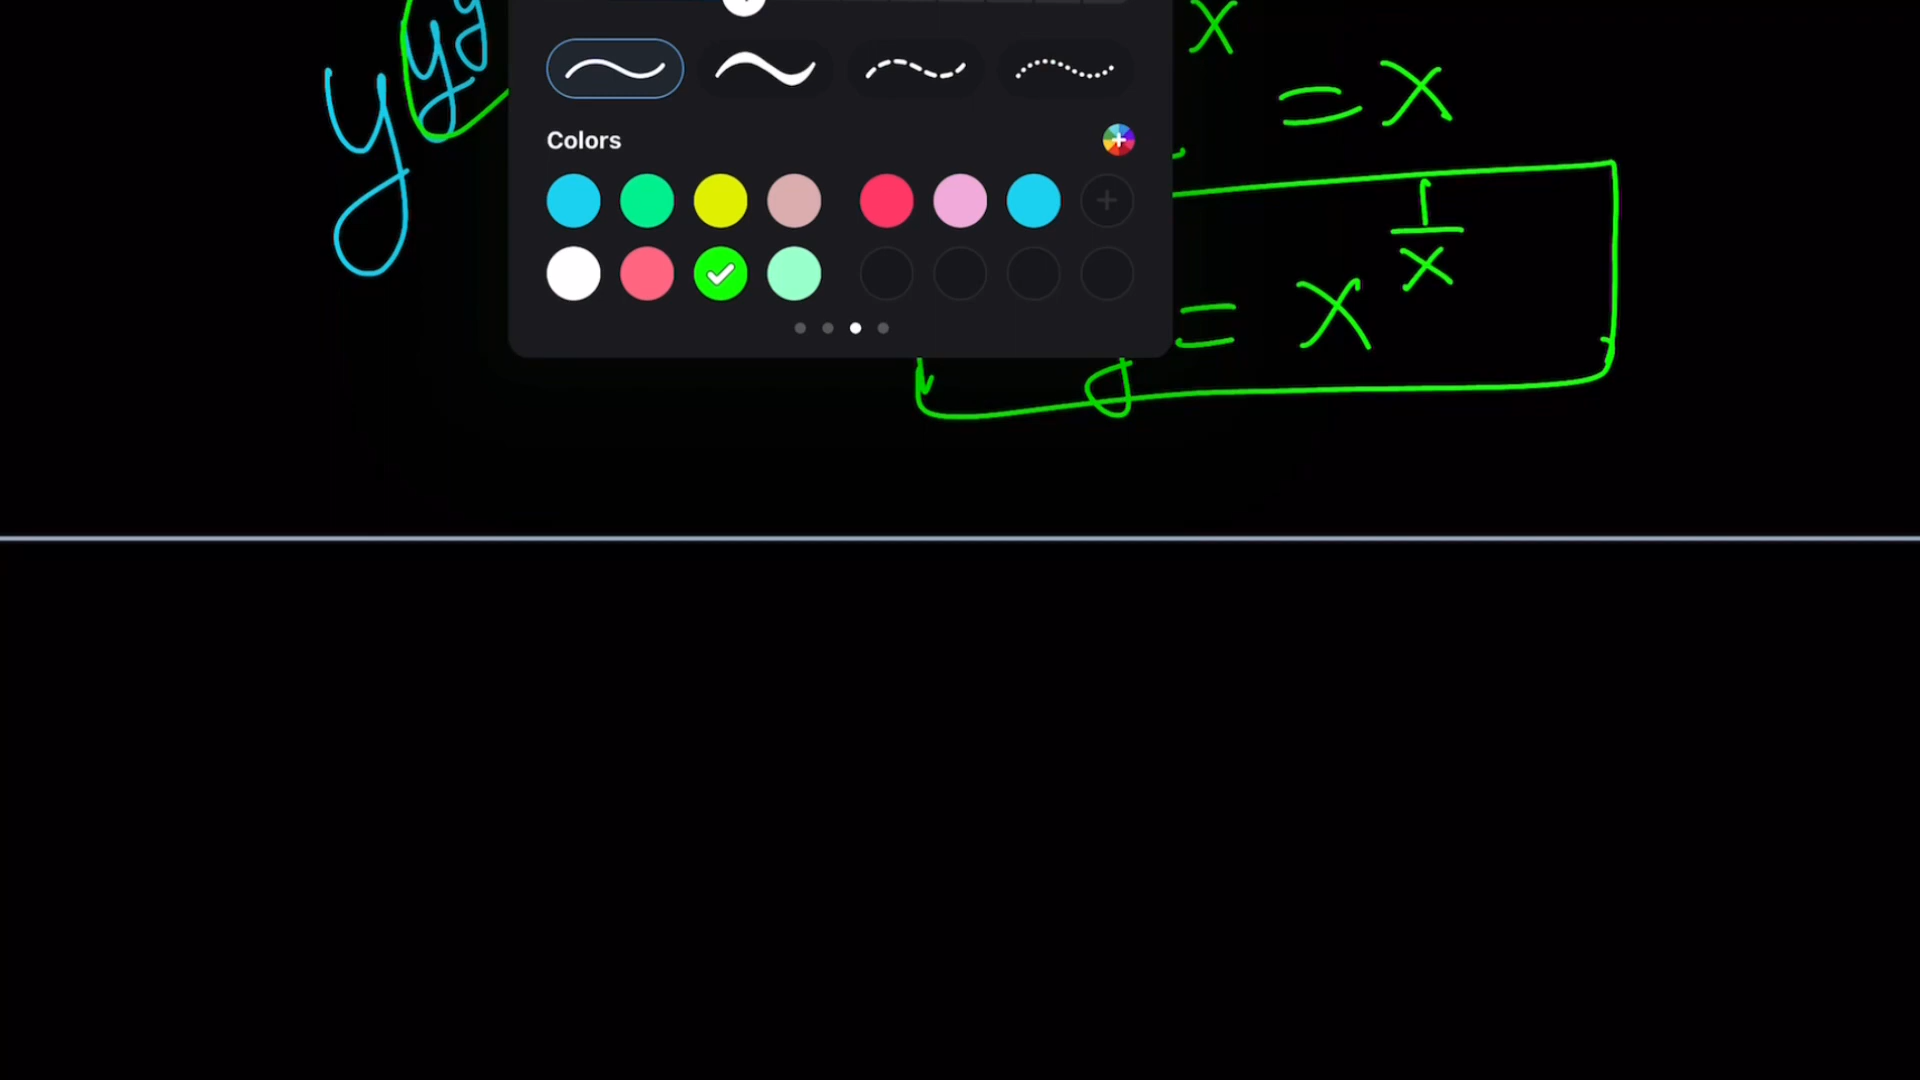 y^y^y
x
= x
Colors
y = x^1/x